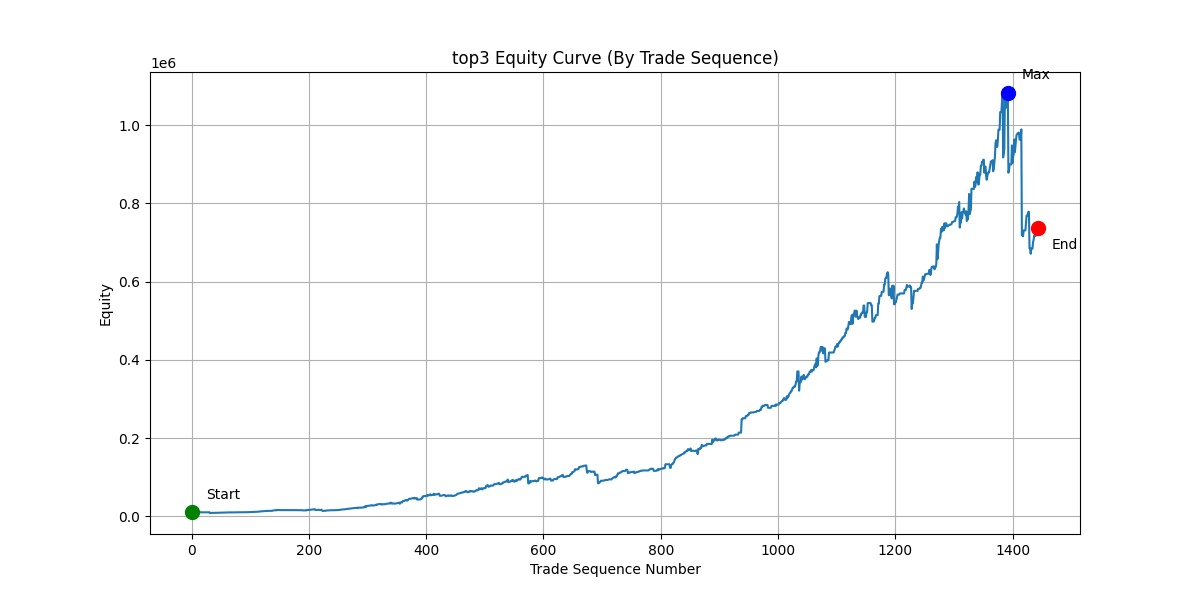 top3 Equity Curve (By Trade Sequence)
1e6
Max
1.0
0.8
0.6
0.4
0.2
0.0
Equity
End
Start
0 200 400 600 800 1000 1200 1400
Trade Sequence Number